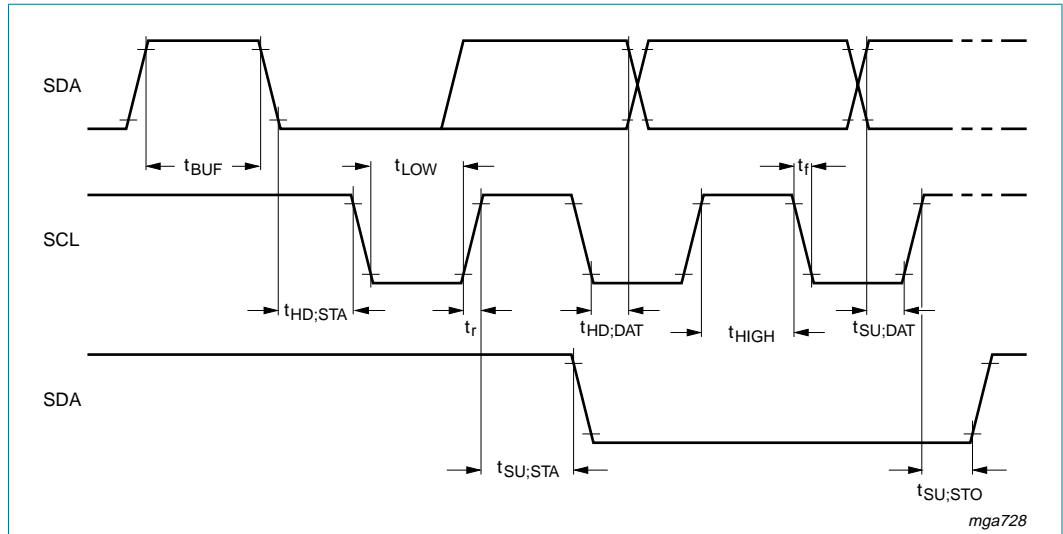 SDA
tBUF
tLOW
tf
SCL
tHD;STA
tr
tHD;DAT
tHIGH
tSU;DAT
SDA
tSU;STA
tSU;STO
mga728